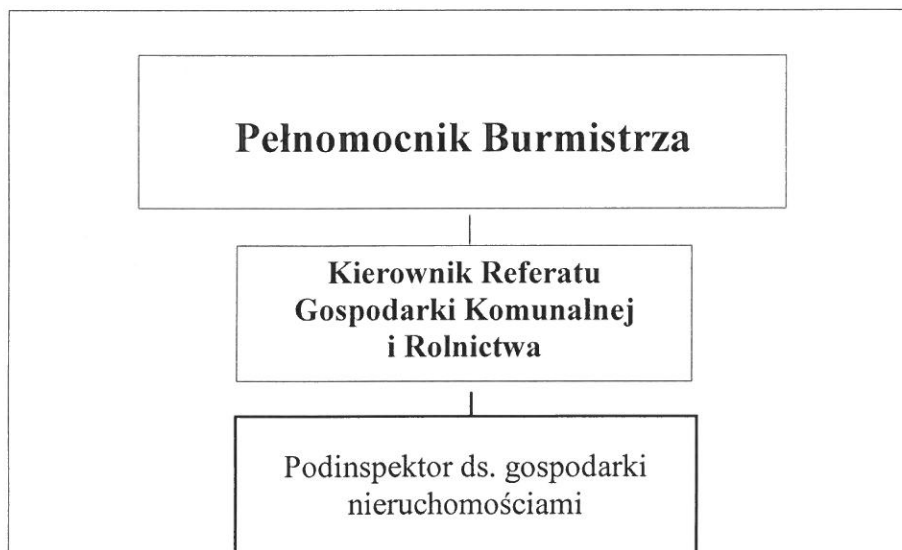 Pełnomocnik Burmistrza
Kierownik Referatu
Gospodarki Komunalnej
i Rolnictwa
Podinspektor ds. gospodarki
nieruchomościami